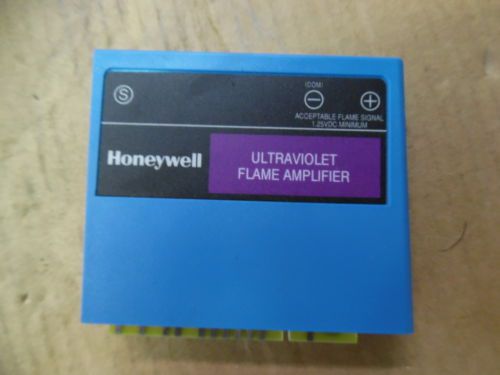 (COM)
S
− +
ACCEPTABLE FLAME SIGNAL
1.25VDC MINIMUM
Honeywell
ULTRAVIOLET
FLAME AMPLIFIER